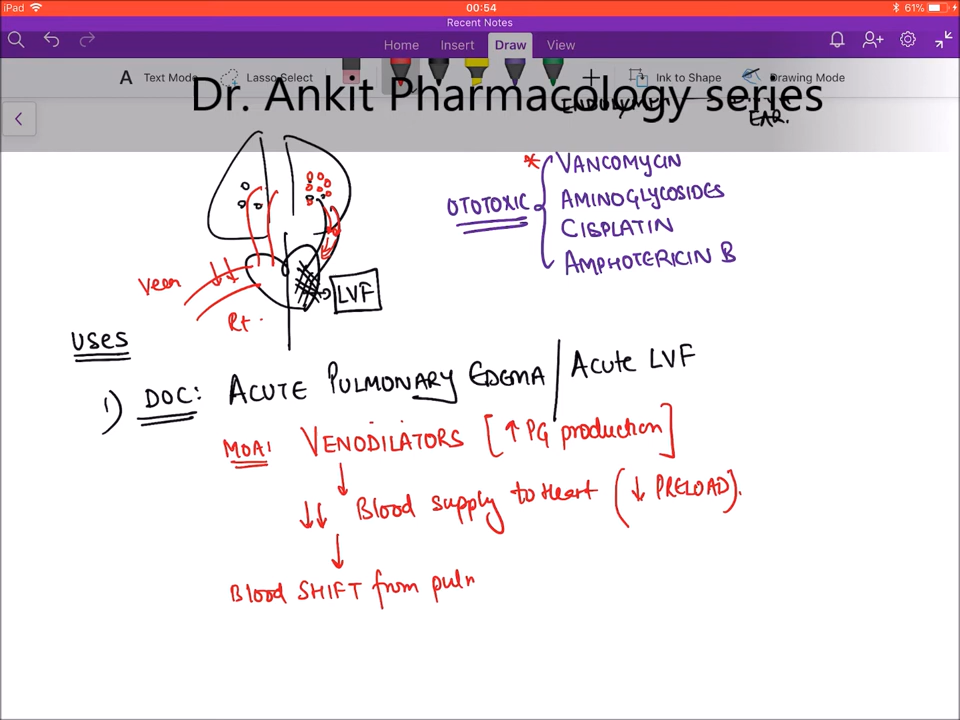 iPad 00:54 61%
Recent Notes
Home Insert Draw View
A Text Mode Lasso Select Ink to Shape Drawing Mode
Dr. Ankit Pharmacology series
EAR.
* VANCOMYCIN
OTOTOXIC AMINOGLYCOSIDES
CISPLATIN
AMPHOTERICIN B
Vein ↓↓
LVF
Rt.
USES
1) DOC: ACUTE PULMONARY EDEMA / Acute LVF
MOA: VENODILATORS [↑ PG production]
↓
↓↓ Blood supply to Heart (↓ PRELOAD).
↓
Blood SHIFT from pulm